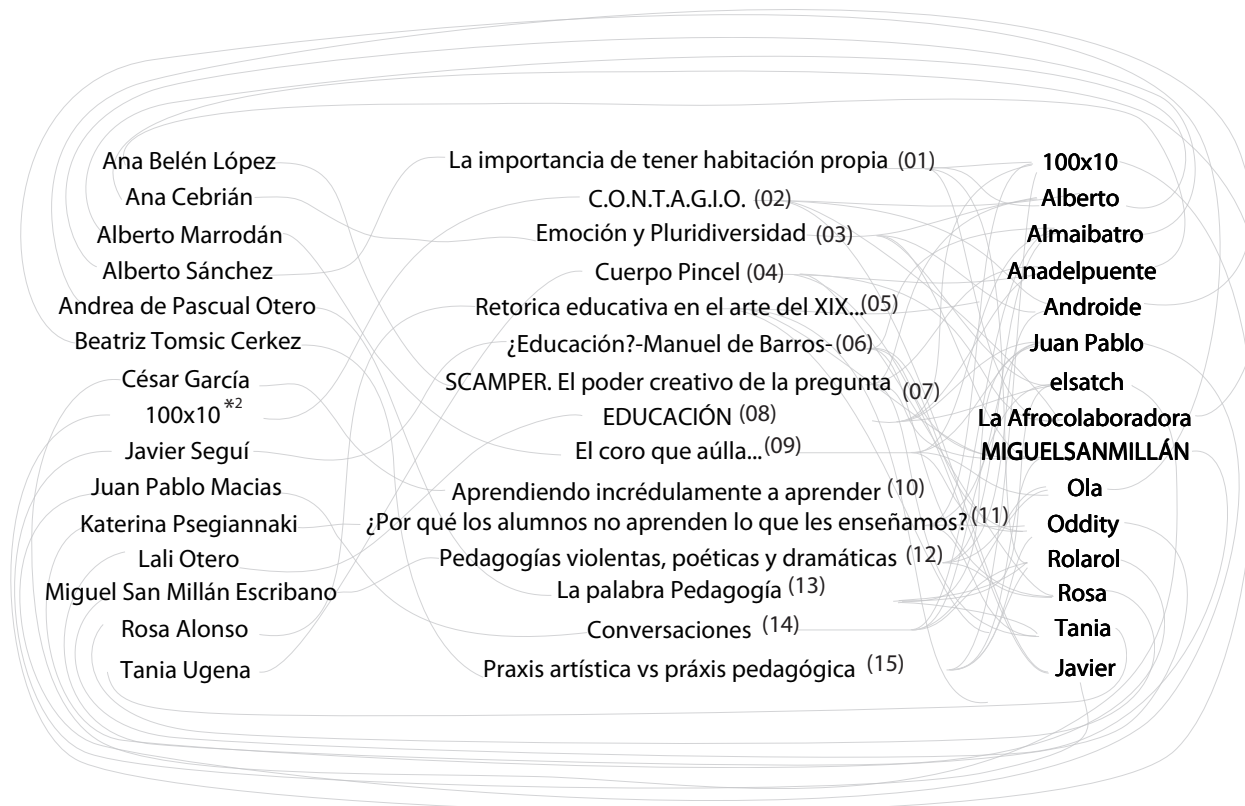 Ana Belén López
Ana Cebrián
Alberto Marrodán
Alberto Sánchez
Andrea de Pascual Otero
Beatriz Tomsic Cerkez
César García
100x10 *2
Javier Seguí
Juan Pablo Macias
Katerina Psegiannaki
Lali Otero
Miguel San Millán Escribano
Rosa Alonso
Tania Ugena
La importancia de tener habitación propia (01)
C.O.N.T.A.G.I.O. (02)
Emoción y Pluridiversidad (03)
Cuerpo Pincel (04)
Retorica educativa en el arte del XIX...(05)
¿Educación?-Manuel de Barros-(06)
SCAMPER. El poder creativo de la pregunta (07)
EDUCACIÓN (08)
El coro que aúlla...(09)
Aprendiendo incrédulamente a aprender (10)
¿Por qué los alumnos no aprenden lo que les enseñamos? (11)
Pedagogías violentas, poéticas y dramáticas (12)
La palabra Pedagogía (13)
Conversaciones (14)
Praxis artística vs práxis pedagógica (15)
100x10
Alberto
Almaibatro
Anadelpuente
Androide
Juan Pablo
elsatch
La Afrocolaboradora
MIGUELSANMILLÁN
Ola
Oddity
Rolarol
Rosa
Tania
Javier